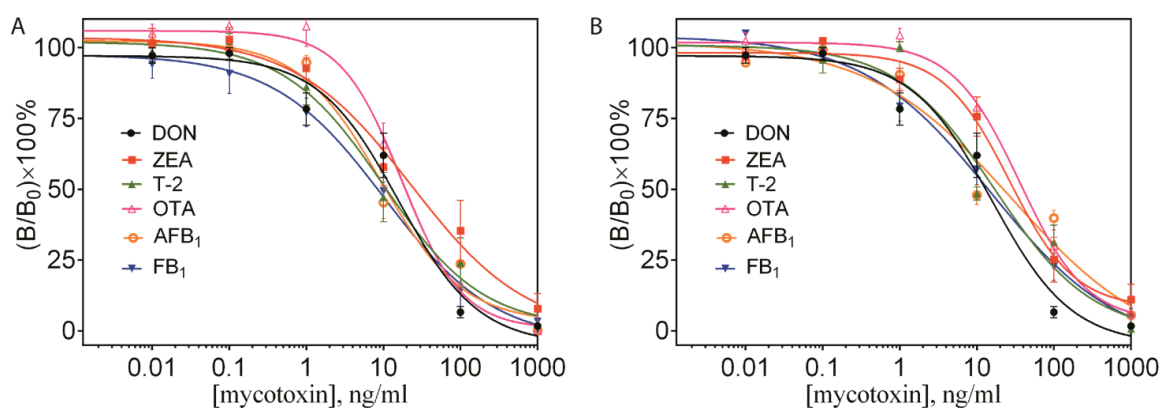 A
(B/B₀)×100%
100
75
50
25
0
DON
ZEA
T-2
OTA
AFB₁
FB₁
0.01 0.1 1 10 100 1000
[mycotoxin], ng/ml
B
(B/B₀)×100%
100
75
50
25
0
DON
ZEA
T-2
OTA
AFB₁
FB₁
0.01 0.1 1 10 100 1000
[mycotoxin], ng/ml